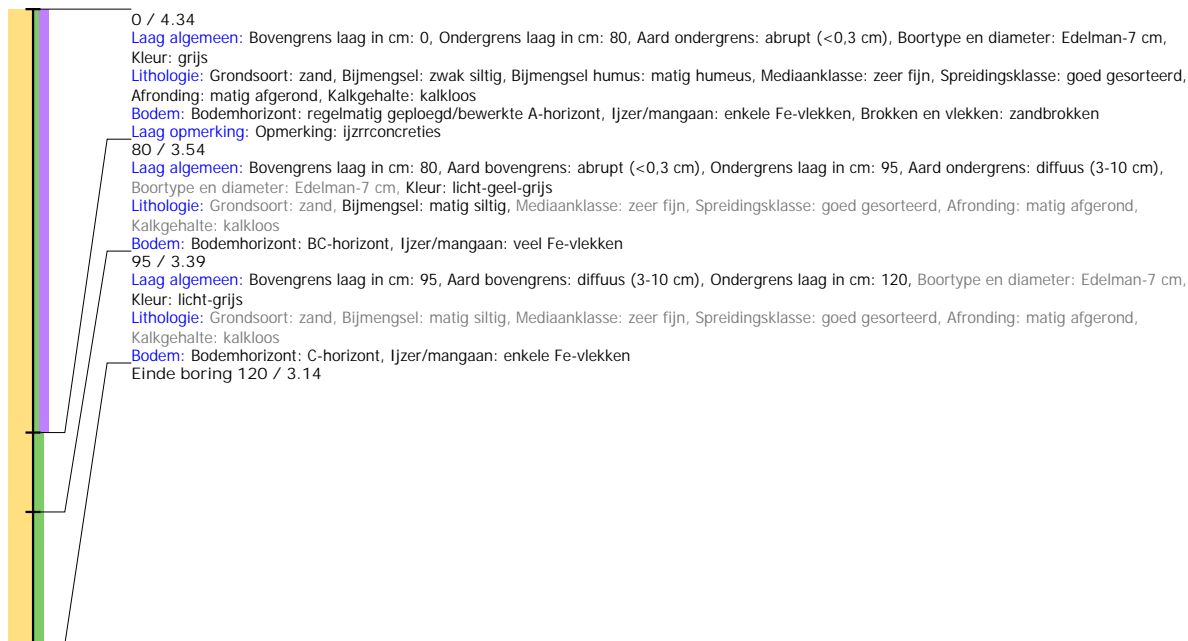 0 / 4.34
Laag algemeen: Bovengrens laag in cm: 0, Ondergrens laag in cm: 80, Aard ondergrens: abrupt (<0,3 cm), Boortype en diameter: Edelman-7 cm,
Kleur: grijs
Lithologie: Grondsoort: zand, Bijmengsel: zwak siltig, Bijmengsel humus: matig humeus, Mediaanklasse: zeer fijn, Spreidingsklasse: goed gesorteerd,
Afronding: matig afgerond, Kalkgehalte: kalkloos
Bodem: Bodemhorizont: regelmatig geploegd/bewerkte A-horizont, Ijzer/mangaan: enkele Fe-vlekken, Brokken en vlekken: zandbrokken
Laag opmerking: Opmerking: ijzrrconcreties
80 / 3.54
Laag algemeen: Bovengrens laag in cm: 80, Aard bovengrens: abrupt (<0,3 cm), Ondergrens laag in cm: 95, Aard ondergrens: diffuus (3-10 cm),
Boortype en diameter: Edelman-7 cm, Kleur: licht-geel-grijs
Lithologie: Grondsoort: zand, Bijmengsel: matig siltig, Mediaanklasse: zeer fijn, Spreidingsklasse: goed gesorteerd, Afronding: matig afgerond,
Kalkgehalte: kalkloos
Bodem: Bodemhorizont: BC-horizont, Ijzer/mangaan: veel Fe-vlekken
95 / 3.39
Laag algemeen: Bovengrens laag in cm: 95, Aard bovengrens: diffuus (3-10 cm), Ondergrens laag in cm: 120, Boortype en diameter: Edelman-7 cm,
Kleur: licht-grijs
Lithologie: Grondsoort: zand, Bijmengsel: matig siltig, Mediaanklasse: zeer fijn, Spreidingsklasse: goed gesorteerd, Afronding: matig afgerond,
Kalkgehalte: kalkloos
Bodem: Bodemhorizont: C-horizont, Ijzer/mangaan: enkele Fe-vlekken
Einde boring 120 / 3.14